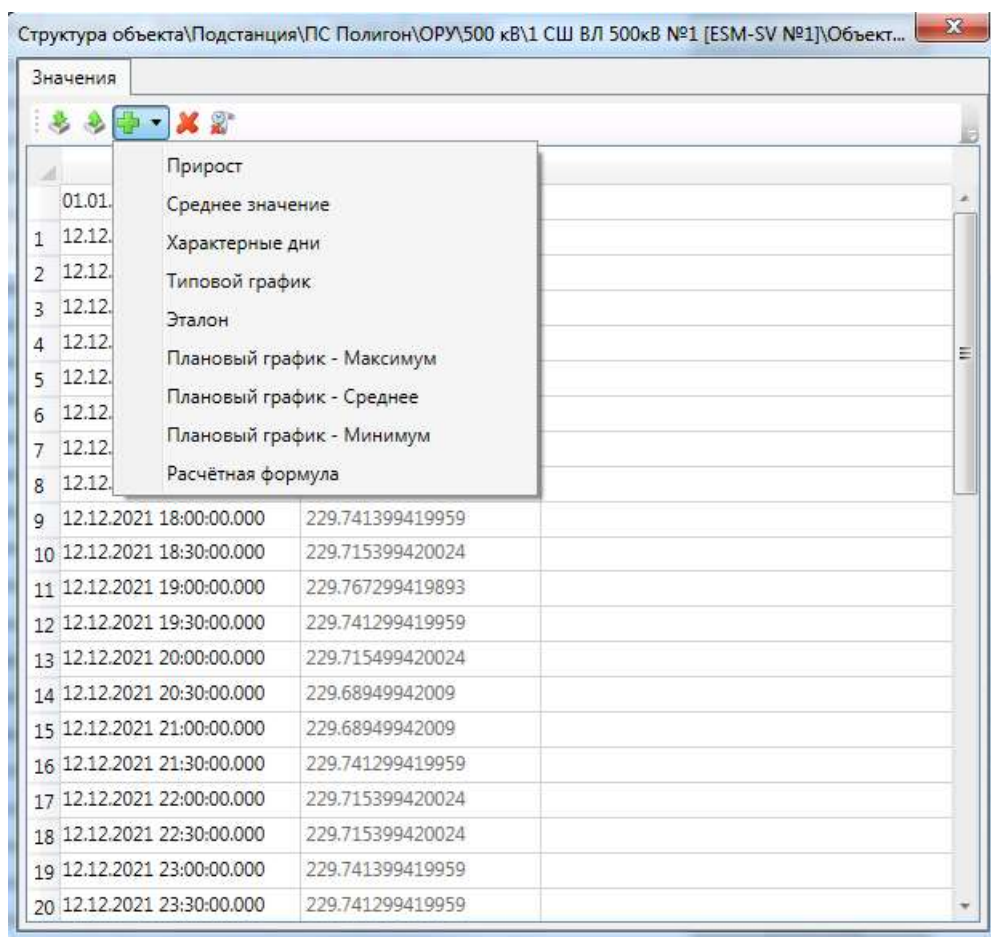 Структура объекта\Подстанция\ПС Полигон\ОРУ\500 кВ\1 СШ ВЛ 500кВ №1 [ESM-SV №1]\Объект...
Значения
Прирост
Среднее значение
Характерные дни
Типовой график
Эталон
Плановый график - Максимум
Плановый график - Среднее
Плановый график - Минимум
Расчётная формула
01.01.
1 12.12.
2 12.12.
3 12.12.
4 12.12.
5 12.12.
6 12.12.
7 12.12.
8 12.12.
9 12.12.2021 18:00:00.000 229.741399419959
10 12.12.2021 18:30:00.000 229.715399420024
11 12.12.2021 19:00:00.000 229.767299419893
12 12.12.2021 19:30:00.000 229.741299419959
13 12.12.2021 20:00:00.000 229.715499420024
14 12.12.2021 20:30:00.000 229.68949942009
15 12.12.2021 21:00:00.000 229.68949942009
16 12.12.2021 21:30:00.000 229.741299419959
17 12.12.2021 22:00:00.000 229.715399420024
18 12.12.2021 22:30:00.000 229.715399420024
19 12.12.2021 23:00:00.000 229.741399419959
20 12.12.2021 23:30:00.000 229.741299419959